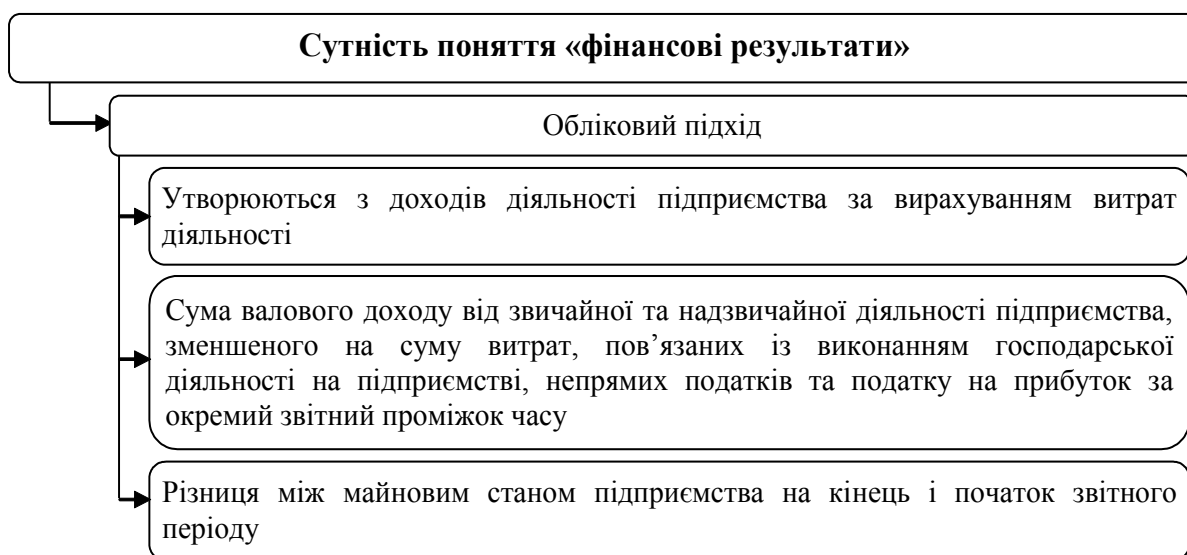 Сутність поняття «фінансові результати»
Обліковий підхід
Утворюються з доходів діяльності підприємства за вирахуванням витрат
діяльності
Сума валового доходу від звичайної та надзвичайної діяльності підприємства,
зменшеного на суму витрат, пов’язаних із виконанням господарської
діяльності на підприємстві, непрямих податків та податку на прибуток за
окремий звітний проміжок часу
Різниця між майновим станом підприємства на кінець і початок звітного
періоду